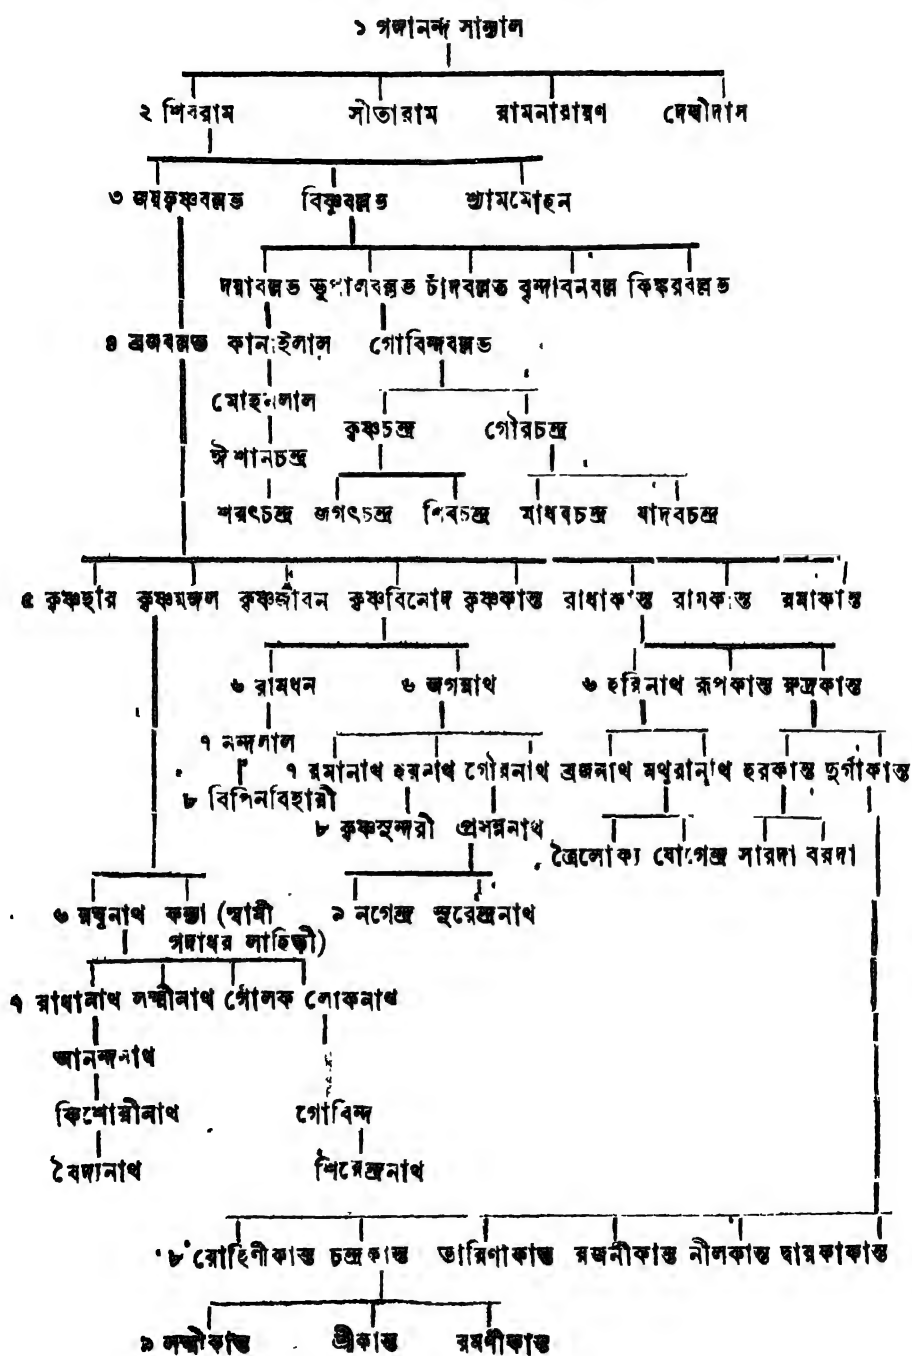 ১ গঙ্গানন্দ সান্তাল
২ শিবরাম সীতারাম রামনারায়ণ দেবীদাস
৩ জয়কৃষ্ণবল্লভ বিষ্ণুবল্লভ শ্যামমোহন
দয়াবল্লভ ভূপালবল্লভ চাঁদবল্লভ বৃন্দাবনবল্ল কিঙ্করবল্লভ
৪ ব্রজবল্লভ কানাইলাল গোবিন্দবল্লভ
মোহনলাল
কৃষ্ণচন্দ্র গৌরচন্দ্র
ঈশানচন্দ্র
শরৎচন্দ্র জগৎচন্দ্র শিবচন্দ্র মাধবচন্দ্র যাদবচন্দ্র
৫ কৃষ্ণহরি কৃষ্ণমঙ্গল কৃষ্ণজীবন কৃষ্ণবিনোদ কৃষ্ণকান্ত রাধাকান্ত রামকান্ত রমাকান্ত
৬ রামধন ৬ জগন্নাথ ৬ হরিনাথ রূপকান্ত রুদ্রকান্ত
৭ নন্দলাল
৭ রমানাথ হরনাথ গৌরনাথ ব্রজনাথ মথুরানাথ হরকান্ত দুর্গাকান্ত
৮ বিপিনবিহারী
৮ কৃষ্ণসুন্দরী প্রসন্ননাথ
ত্রৈলোক্য যোগেন্দ্র সারদা বরদা
৬ রঘুনাথ কন্যা (স্বামী ৯ নগেন্দ্র সুরেন্দ্রনাথ
গদাধর লাহিড়ী)
৭ রাধানাথ লক্ষ্মীনাথ গোলক লোকনাথ
আনন্দনাথ
কিশোরীনাথ গোবিন্দ
বৈদ্যনাথ শৈরেন্দ্রনাথ
৮ রোহিণীকান্ত চন্দ্রকান্ত তারিণীকান্ত রজনীকান্ত নীলকান্ত দ্বারকাকান্ত
৯ লক্ষ্মীকান্ত শ্রীকান্ত রমণীকান্ত